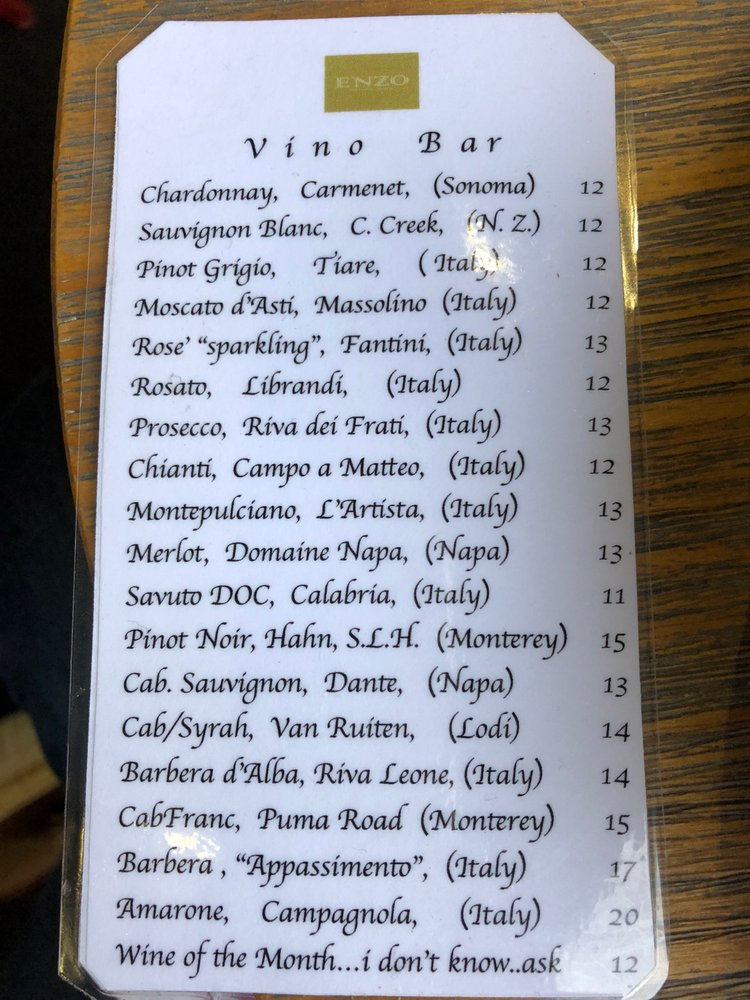 ENZO
Vino Bar
Chardonnay, Carmenet, (Sonoma) 12
Sauvignon Blanc, C. Creek, (N. Z.) 12
Pinot Grigio, Tiare, ( Italy) 12
Moscato d'Asti, Massolino (Italy) 12
Rose' "sparkling", Fantini, (Italy) 13
Rosato, Librandi, (Italy) 12
Prosecco, Riva dei Frati, (Italy) 13
Chianti, Campo a Matteo, (Italy) 12
Montepulciano, L'Artista, (Italy) 13
Merlot, Domaine Napa, (Napa) 13
Savuto DOC, Calabria, (Italy) 11
Pinot Noir, Hahn, S.L.H. (Monterey) 15
Cab. Sauvignon, Dante, (Napa) 13
Cab/Syrah, Van Ruiten, (Lodi) 14
Barbera d'Alba, Riva Leone, (Italy) 14
CabFranc, Puma Road (Monterey) 15
Barbera , "Appassimento", (Italy) 17
Amarone, Campagnola, (Italy) 20
Wine of the Month...i don't know..ask 12